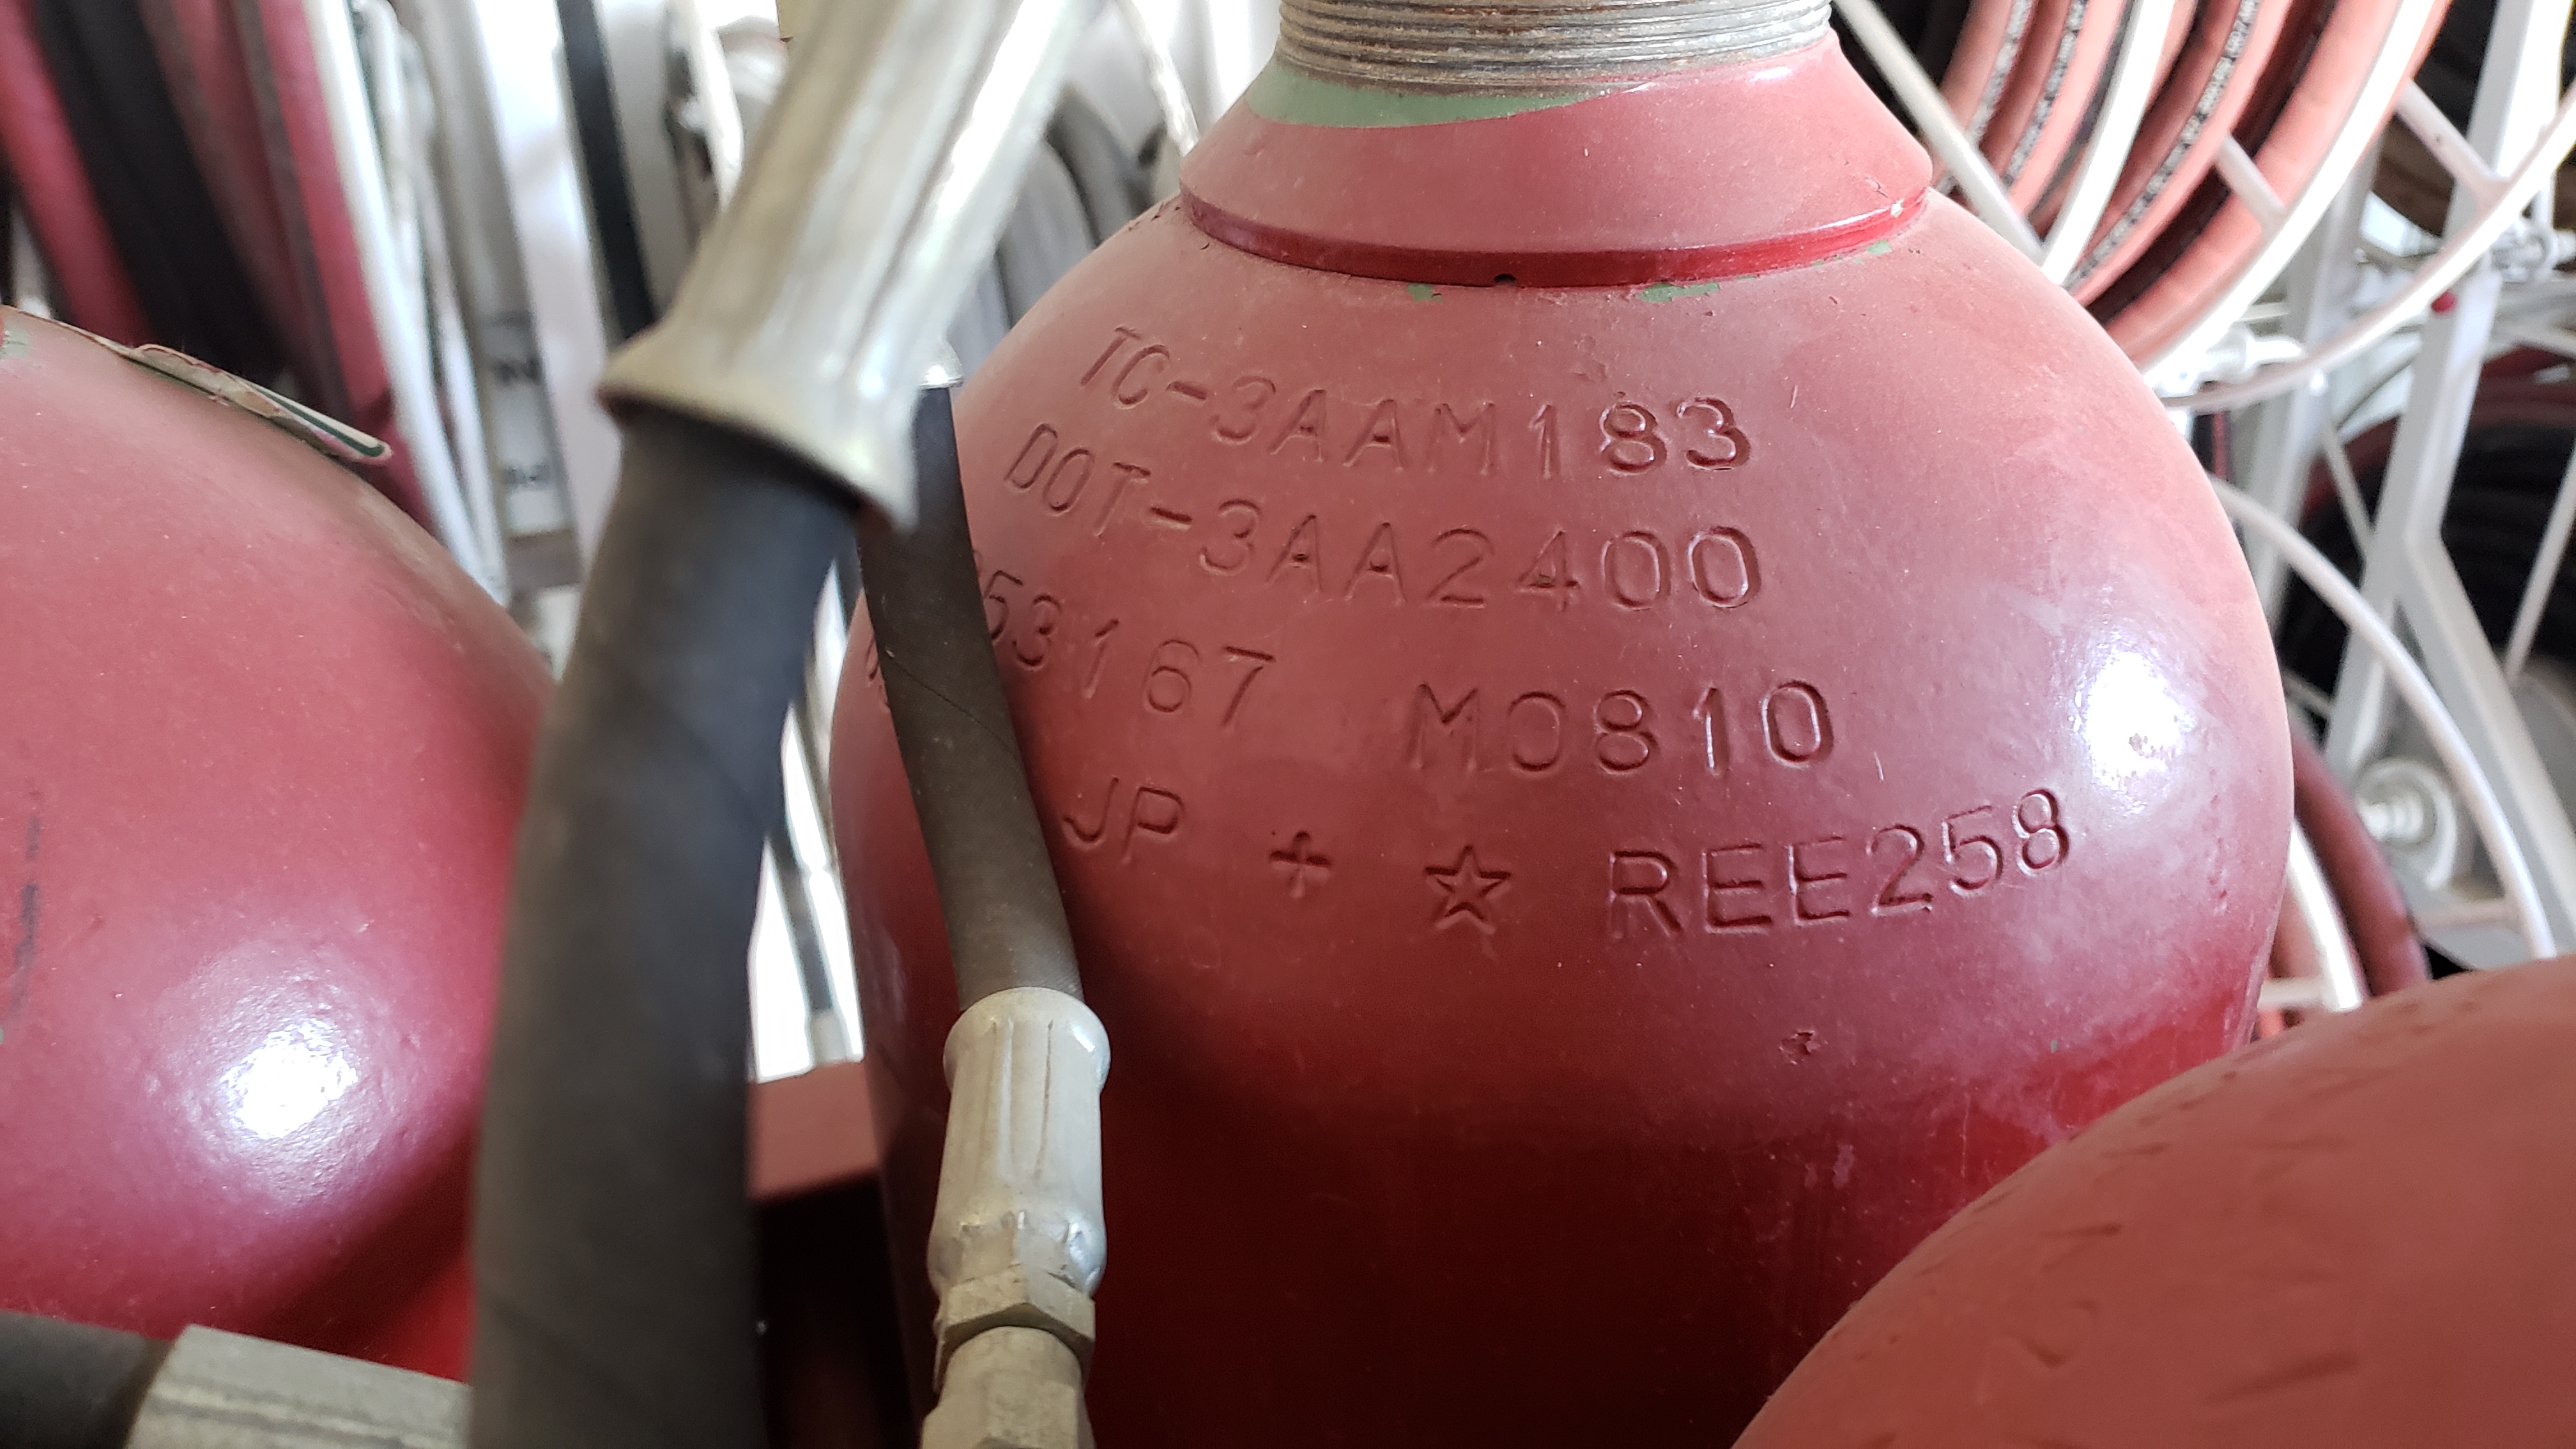 TC-3AAM183
DOT-3AA2400
53167 M0810
JP + ☆ REE258